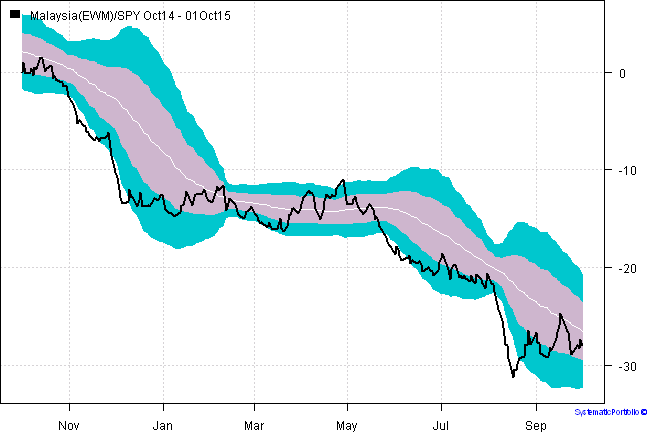 Malaysia(EWM)/SPY Oct14 - 01Oct15
0
-10
-20
-30
Nov Jan Mar May Jul Sep
SystematicPortfolio ©